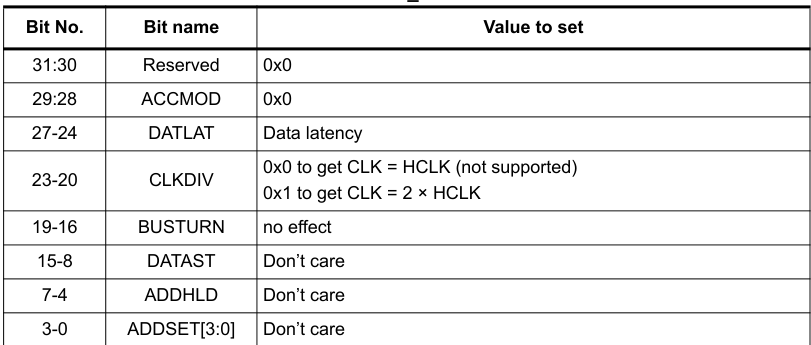 Bit No. Bit name Value to set
31:30 Reserved 0x0
29:28 ACCMOD 0x0
27-24 DATLAT Data latency
23-20 CLKDIV 0x0 to get CLK = HCLK (not supported)
0x1 to get CLK = 2 × HCLK
19-16 BUSTURN no effect
15-8 DATAST Don’t care
7-4 ADDHLD Don’t care
3-0 ADDSET[3:0] Don’t care